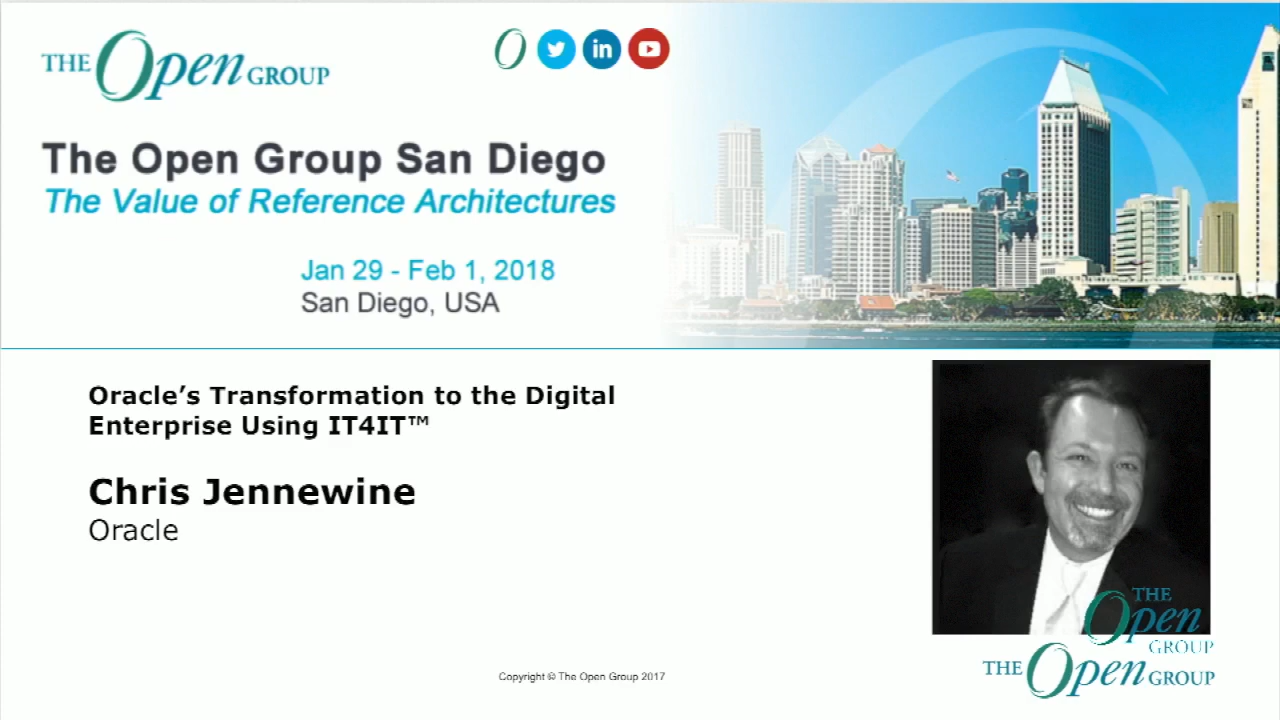 THE Open GROUP
in
The Open Group San Diego
The Value of Reference Architectures
Jan 29 - Feb 1, 2018
San Diego, USA
Oracle’s Transformation to the Digital
Enterprise Using IT4IT™
Chris Jennewine
Oracle
THE
Open
GROUP
THE Open GROUP
Copyright © The Open Group 2017